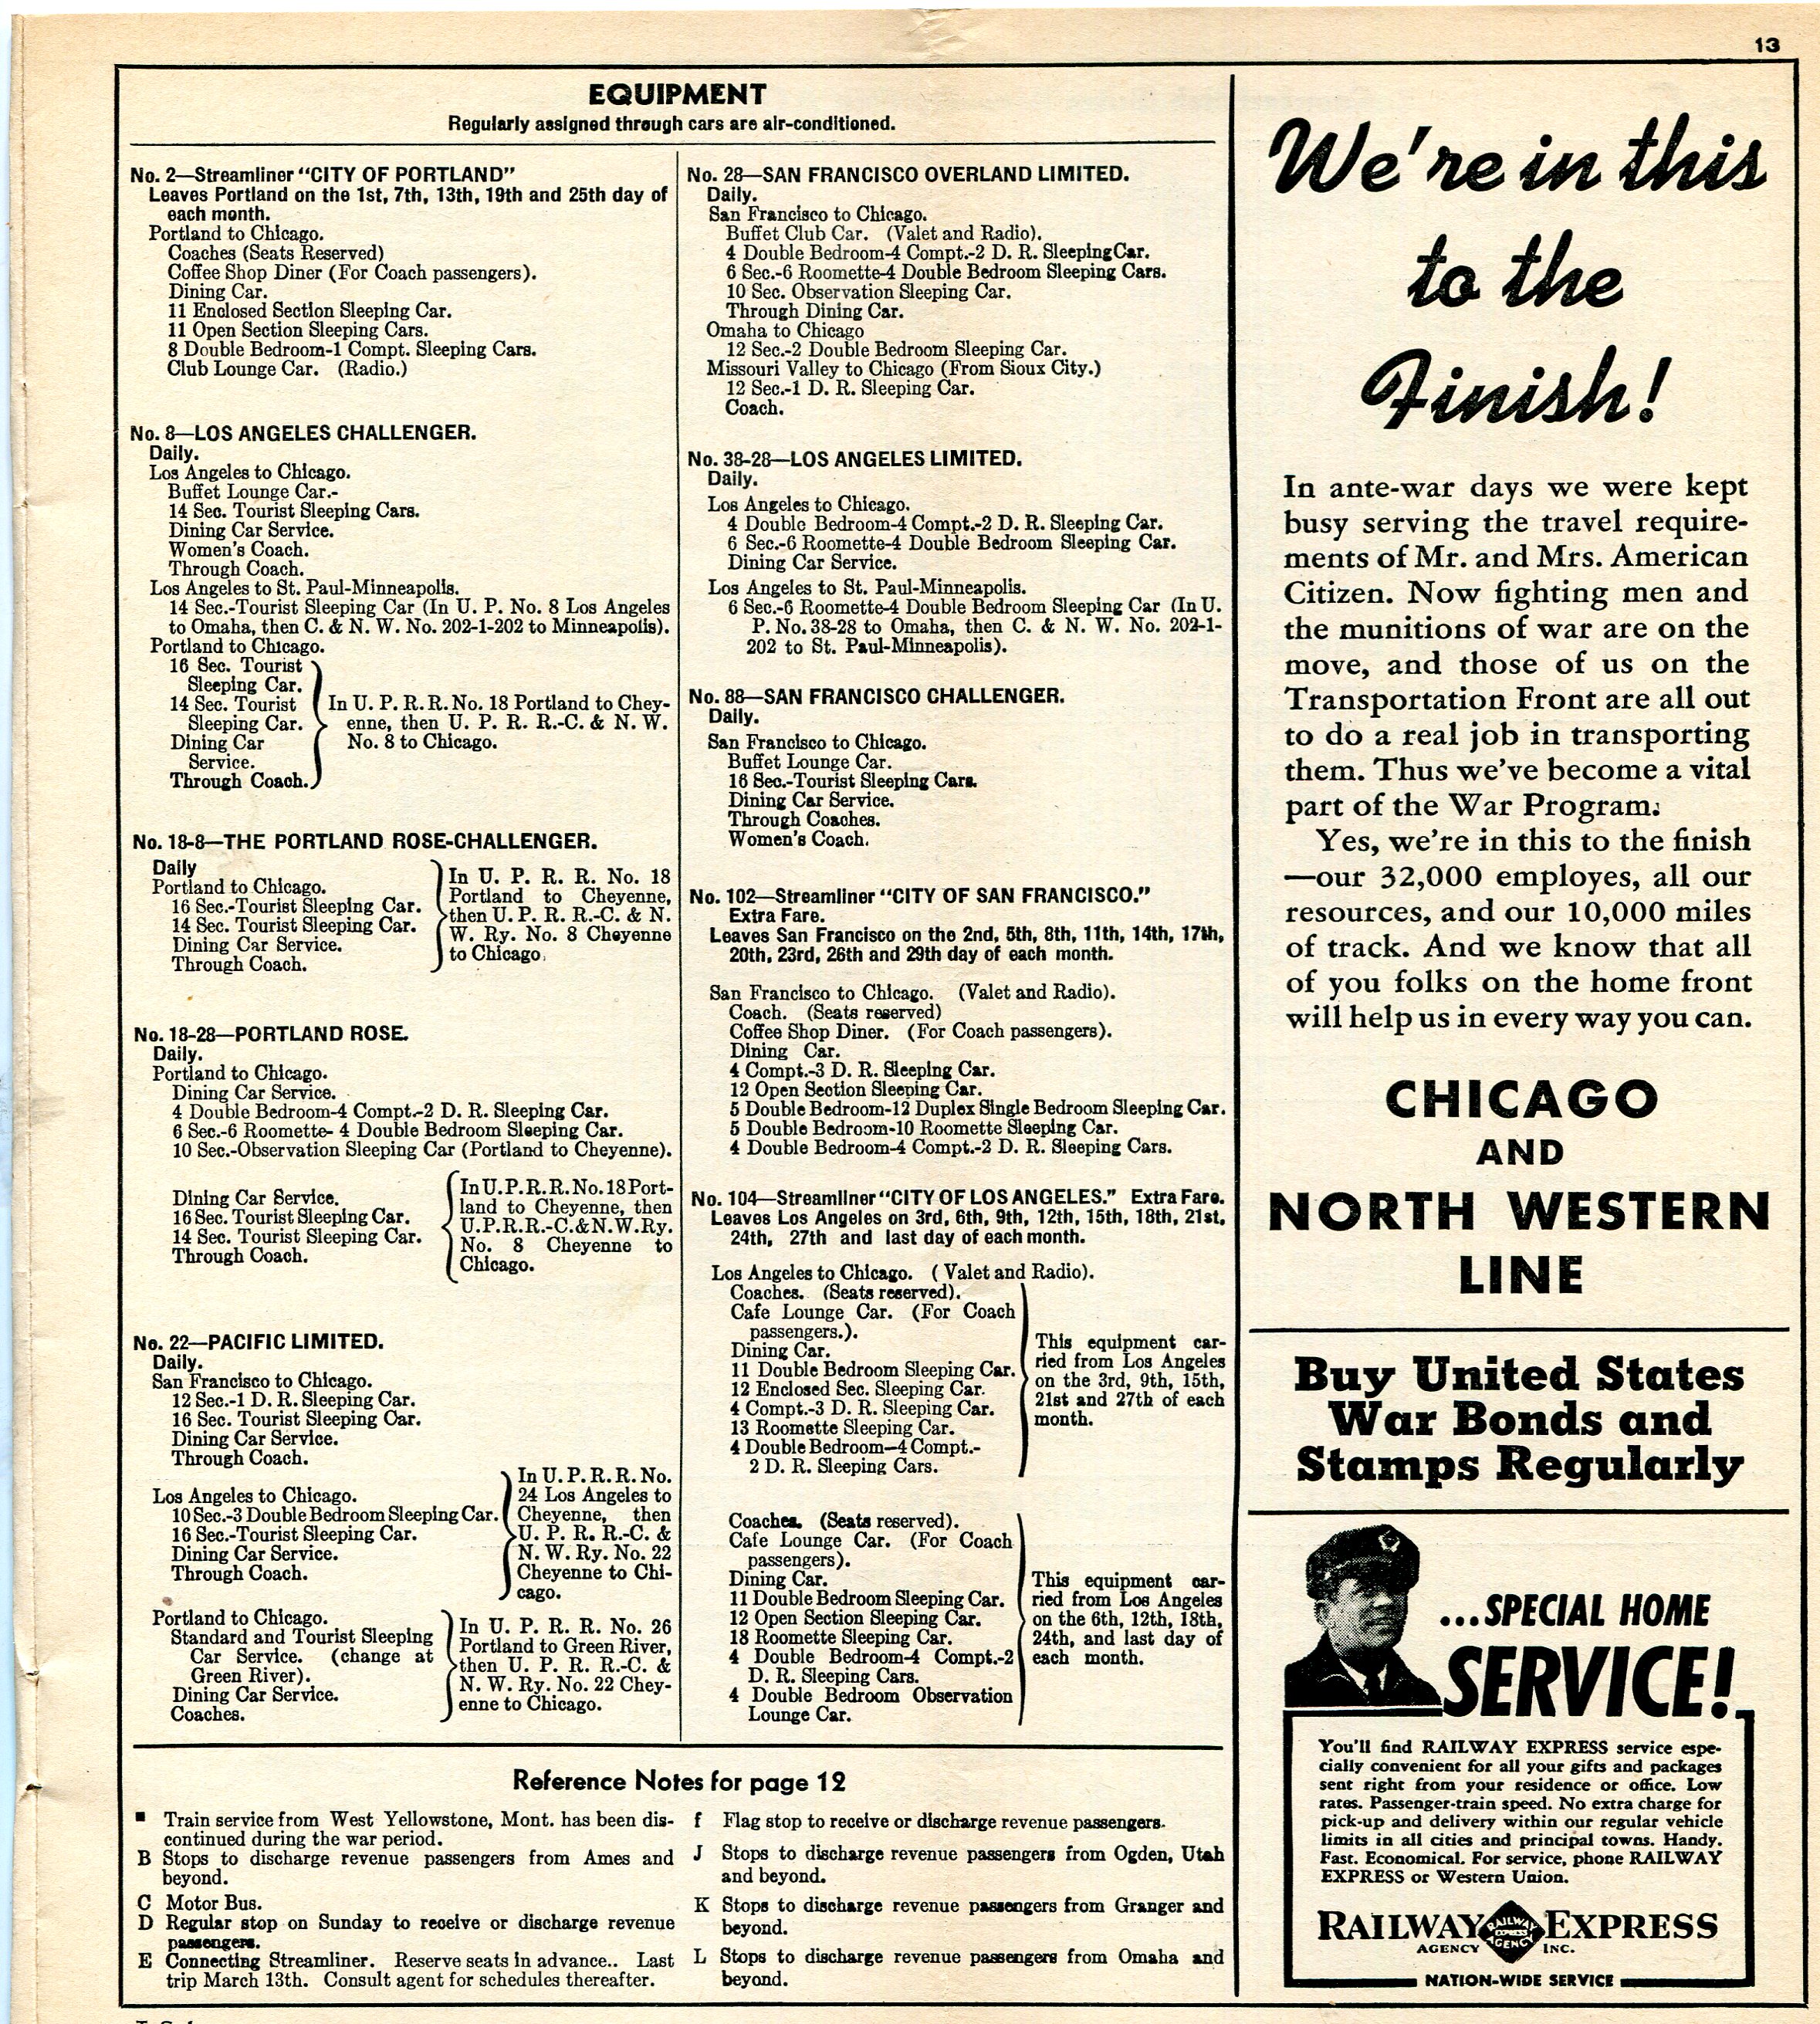 13
EQUIPMENT
Regularly assigned through cars are air-conditioned.
No. 2—Streamliner "CITY OF PORTLAND"
Leaves Portland on the 1st, 7th, 13th, 19th and 25th day of
each month.
Portland to Chicago.
Coaches (Seats Reserved)
Coffee Shop Diner (For Coach passengers).
Dining Car.
11 Enclosed Section Sleeping Car.
11 Open Section Sleeping Cars.
8 Double Bedroom-1 Compt. Sleeping Cars.
Club Lounge Car. (Radio.)
No. 8—LOS ANGELES CHALLENGER.
Daily.
Los Angeles to Chicago.
Buffet Lounge Car.-
14 Sec. Tourist Sleeping Cars.
Dining Car Service.
Women's Coach.
Through Coach.
Los Angeles to St. Paul-Minneapolis.
14 Sec.-Tourist Sleeping Car (In U. P. No. 8 Los Angeles
to Omaha, then C. & N. W. No. 202-1-202 to Minneapolis).
Portland to Chicago.
16 Sec. Tourist
Sleeping Car.
14 Sec. Tourist
Sleeping Car.
Dining Car
Service.
Through Coach.
In U. P. R. R. No. 18 Portland to Chey-
enne, then U. P. R. R.-C. & N. W.
No. 8 to Chicago.
No. 18-8—THE PORTLAND ROSE-CHALLENGER.
Daily
Portland to Chicago.
16 Sec.-Tourist Sleeping Car.
14 Sec. Tourist Sleeping Car.
Dining Car Service.
Through Coach.
In U. P. R. R. No. 18
Portland to Cheyenne,
then U. P. R. R.-C. & N.
W. Ry. No. 8 Cheyenne
to Chicago.
No. 18-28—PORTLAND ROSE.
Daily.
Portland to Chicago.
Dining Car Service.
4 Double Bedroom-4 Compt.-2 D. R. Sleeping Car.
6 Sec.-6 Roomette- 4 Double Bedroom Sleeping Car.
10 Sec.-Observation Sleeping Car (Portland to Cheyenne).
Dining Car Service.
16 Sec. Tourist Sleeping Car.
14 Sec. Tourist Sleeping Car.
Through Coach.
In U.P.R.R. No. 18 Port-
land to Cheyenne, then
U.P.R.R.-C.&N.W.Ry.
No. 8 Cheyenne to
Chicago.
No. 22—PACIFIC LIMITED.
Daily.
San Francisco to Chicago.
12 Sec.-1 D. R. Sleeping Car.
16 Sec. Tourist Sleeping Car.
Dining Car Service.
Through Coach.
Los Angeles to Chicago.
10 Sec.-3 Double Bedroom Sleeping Car.
16 Sec.-Tourist Sleeping Car.
Dining Car Service.
Through Coach.
In U. P. R. R. No.
24 Los Angeles to
Cheyenne, then
U. P. R. R.-C. &
N. W. Ry. No. 22
Cheyenne to Chi-
cago.
Portland to Chicago.
Standard and Tourist Sleeping
Car Service. (change at
Green River).
Dining Car Service.
Coaches.
In U. P. R. R. No. 26
Portland to Green River,
then U. P. R. R.-C. &
N. W. Ry. No. 22 Chey-
enne to Chicago.
No. 28—SAN FRANCISCO OVERLAND LIMITED.
Daily.
San Francisco to Chicago.
Buffet Club Car. (Valet and Radio).
4 Double Bedroom-4 Compt.-2 D. R. Sleeping Car.
6 Sec.-6 Roomette-4 Double Bedroom Sleeping Cars.
10 Sec. Observation Sleeping Car.
Through Dining Car.
Omaha to Chicago
12 Sec.-2 Double Bedroom Sleeping Car.
Missouri Valley to Chicago (From Sioux City.)
12 Sec.-1 D. R. Sleeping Car.
Coach.
No. 38-28—LOS ANGELES LIMITED.
Daily.
Los Angeles to Chicago.
4 Double Bedroom-4 Compt.-2 D. R. Sleeping Car.
6 Sec.-6 Roomette-4 Double Bedroom Sleeping Car.
Dining Car Service.
Los Angeles to St. Paul-Minneapolis.
6 Sec.-6 Roomette-4 Double Bedroom Sleeping Car (In U.
P. No. 38-28 to Omaha, then C. & N. W. No. 202-1-
202 to St. Paul-Minneapolis).
No. 88—SAN FRANCISCO CHALLENGER.
Daily.
San Francisco to Chicago.
Buffet Lounge Car.
16 Sec.-Tourist Sleeping Cars.
Dining Car Service.
Through Coaches.
Women's Coach.
No. 102—Streamliner "CITY OF SAN FRANCISCO."
Extra Fare.
Leaves San Francisco on the 2nd, 5th, 8th, 11th, 14th, 17th,
20th, 23rd, 26th and 29th day of each month.
San Francisco to Chicago. (Valet and Radio).
Coach. (Seats reserved)
Coffee Shop Diner. (For Coach passengers).
Dining Car.
4 Compt.-3 D. R. Sleeping Car.
12 Open Section Sleeping Car.
5 Double Bedroom-12 Duplex Single Bedroom Sleeping Car.
5 Double Bedroom-10 Roomette Sleeping Car.
4 Double Bedroom-4 Compt.-2 D. R. Sleeping Cars.
No. 104—Streamliner "CITY OF LOS ANGELES." Extra Fare.
Leaves Los Angeles on 3rd, 6th, 9th, 12th, 15th, 18th, 21st,
24th, 27th and last day of each month.
Los Angeles to Chicago. ( Valet and Radio).
Coaches. (Seats reserved).
Cafe Lounge Car. (For Coach
passengers.).
Dining Car.
11 Double Bedroom Sleeping Car.
12 Enclosed Sec. Sleeping Car.
4 Compt.-3 D. R. Sleeping Car.
13 Roomette Sleeping Car.
4 Double Bedroom—4 Compt.-
2 D. R. Sleeping Cars.
This equipment car-
ried from Los Angeles
on the 3rd, 9th, 15th,
21st and 27th of each
month.
Coaches. (Seats reserved).
Cafe Lounge Car. (For Coach
passengers).
Dining Car.
11 Double Bedroom Sleeping Car.
12 Open Section Sleeping Car.
18 Roomette Sleeping Car.
4 Double Bedroom-4 Compt.-2
D. R. Sleeping Cars.
4 Double Bedroom Observation
Lounge Car.
This equipment car-
ried from Los Angeles
on the 6th, 12th, 18th,
24th, and last day of
each month.
Reference Notes for page 12
■ Train service from West Yellowstone, Mont. has been dis-
continued during the war period.
B Stops to discharge revenue passengers from Ames and
beyond.
C Motor Bus.
D Regular stop on Sunday to receive or discharge revenue
passengers.
E Connecting Streamliner. Reserve seats in advance.. Last
trip March 13th. Consult agent for schedules thereafter.
f Flag stop to receive or discharge revenue passengers.
J Stops to discharge revenue passengers from Ogden, Utah
and beyond.
K Stops to discharge revenue passengers from Granger and
beyond.
L Stops to discharge revenue passengers from Omaha and
beyond.
We're in this
to the
Finish!
In ante-war days we were kept
busy serving the travel require-
ments of Mr. and Mrs. American
Citizen. Now fighting men and
the munitions of war are on the
move, and those of us on the
Transportation Front are all out
to do a real job in transporting
them. Thus we've become a vital
part of the War Program.
Yes, we're in this to the finish
—our 32,000 employes, all our
resources, and our 10,000 miles
of track. And we know that all
of you folks on the home front
will help us in every way you can.
CHICAGO
AND
NORTH WESTERN
LINE
Buy United States
War Bonds and
Stamps Regularly
...SPECIAL HOME
SERVICE!
You'll find RAILWAY EXPRESS service espe-
cially convenient for all your gifts and packages
sent right from your residence or office. Low
rates. Passenger-train speed. No extra charge for
pick-up and delivery within our regular vehicle
limits in all cities and principal towns. Handy.
Fast. Economical. For service, phone RAILWAY
EXPRESS or Western Union.
RAILWAY EXPRESS
RAILWAY
EXPRESS
AGENCY
AGENCY INC.
NATION-WIDE SERVICE